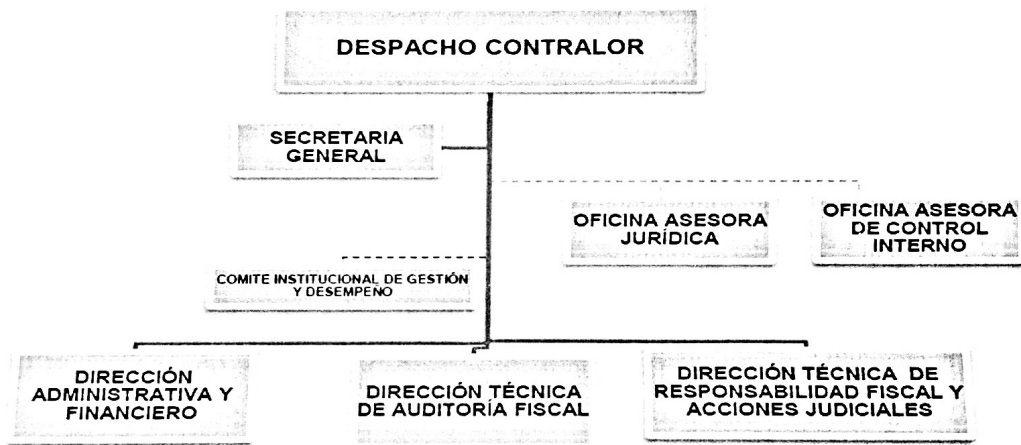 DESPACHO CONTRALOR
SECRETARIA
GENERAL
OFICINA ASESORA
JURÍDICA
OFICINA ASESORA
DE CONTROL
INTERNO
COMITE INSTITUCIONAL DE GESTIÓN
Y DESEMPEÑO
DIRECCIÓN
ADMINISTRATIVA Y
FINANCIERO
DIRECCIÓN TÉCNICA
DE AUDITORÍA FISCAL
DIRECCIÓN TÉCNICA DE
RESPONSABILIDAD FISCAL Y
ACCIONES JUDICIALES